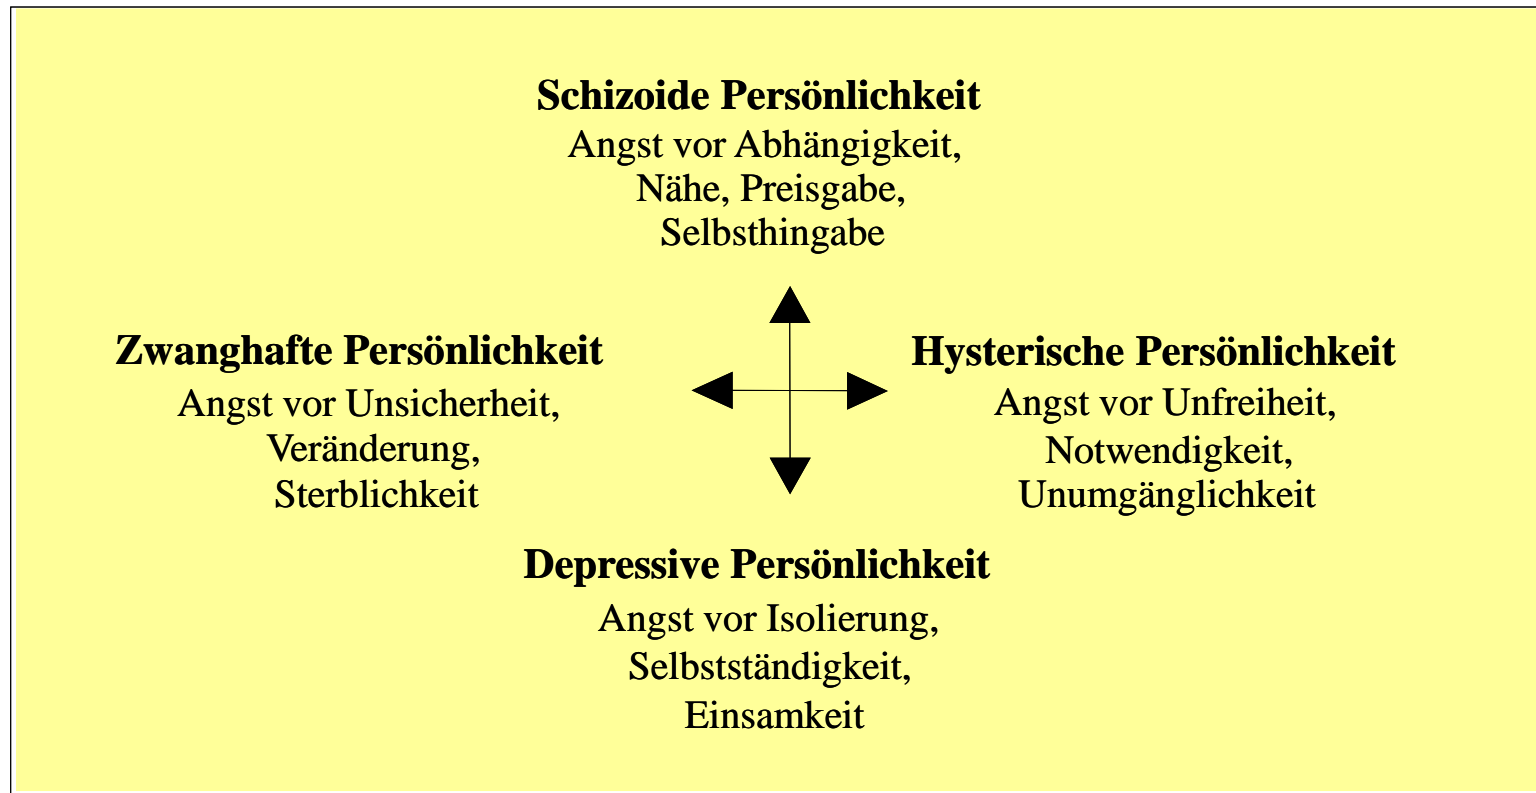 Schizoide Persönlichkeit
Angst vor Abhängigkeit,
Nähe, Preisgabe,
Selbsthingabe
Zwanghafte Persönlichkeit
Angst vor Unsicherheit,
Veränderung,
Sterblichkeit
Hysterische Persönlichkeit
Angst vor Unfreiheit,
Notwendigkeit,
Unumgänglichkeit
Depressive Persönlichkeit
Angst vor Isolierung,
Selbstständigkeit,
Einsamkeit